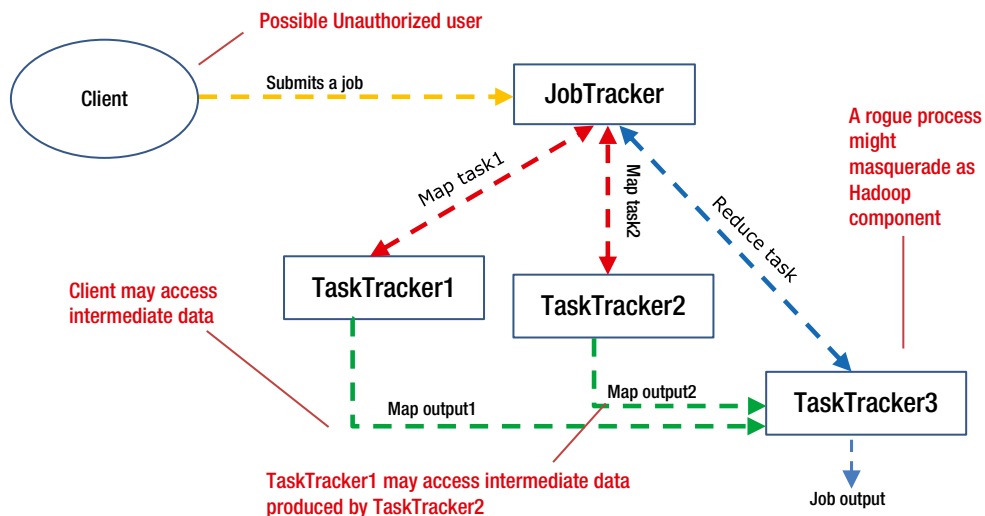 Possible Unauthorized user
Client
Submits a job
JobTracker
A rogue process
might
masquerade as
Hadoop
component
Map task1
Map task2
Reduce task
TaskTracker1
TaskTracker2
Client may access
intermediate data
Map output1
Map output2
TaskTracker3
TaskTracker1 may access intermediate data
produced by TaskTracker2
Job output